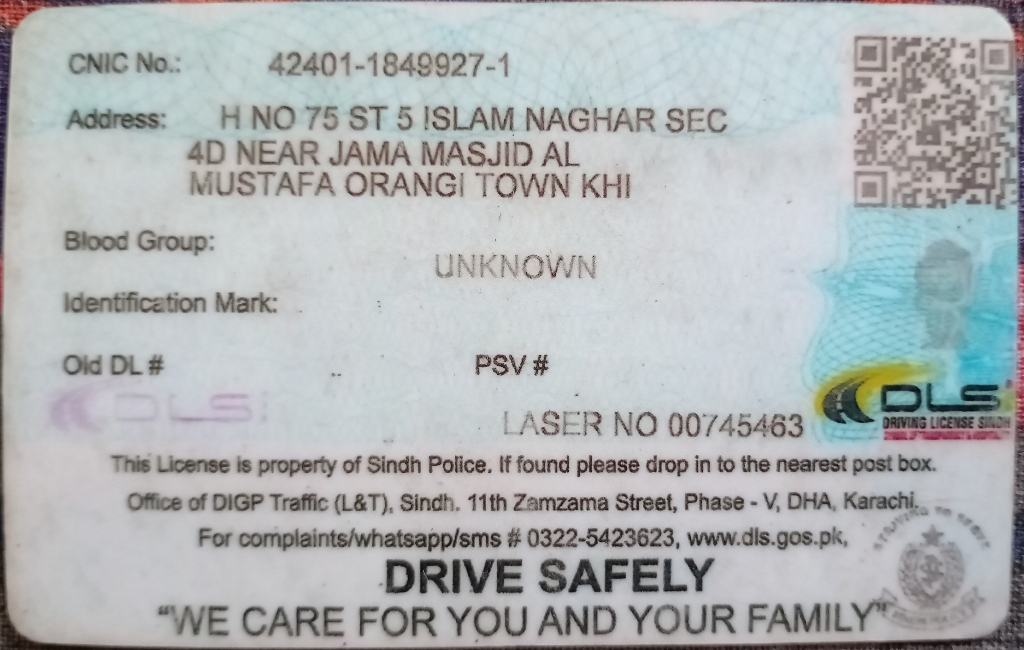 CNIC No.: 42401-1849927-1
Address: H NO 75 ST 5 ISLAM NAGHAR SEC
4D NEAR JAMA MASJID AL
MUSTAFA ORANGI TOWN KHI
Blood Group:
UNKNOWN
Identification Mark:
Old DL # PSV #
DLS
DLS
DRIVING LICENSE SINDH
LASER NO 00745463
This License is property of Sindh Police. If found please drop in to the nearest post box.
Office of DIGP Traffic (L&T), Sindh. 11th Zamzama Street, Phase - V, DHA, Karachi,
For complaints/whatsapp/sms # 0322-5423623, www.dls.gos.pk,
DRIVE SAFELY
“WE CARE FOR YOU AND YOUR FAMILY”